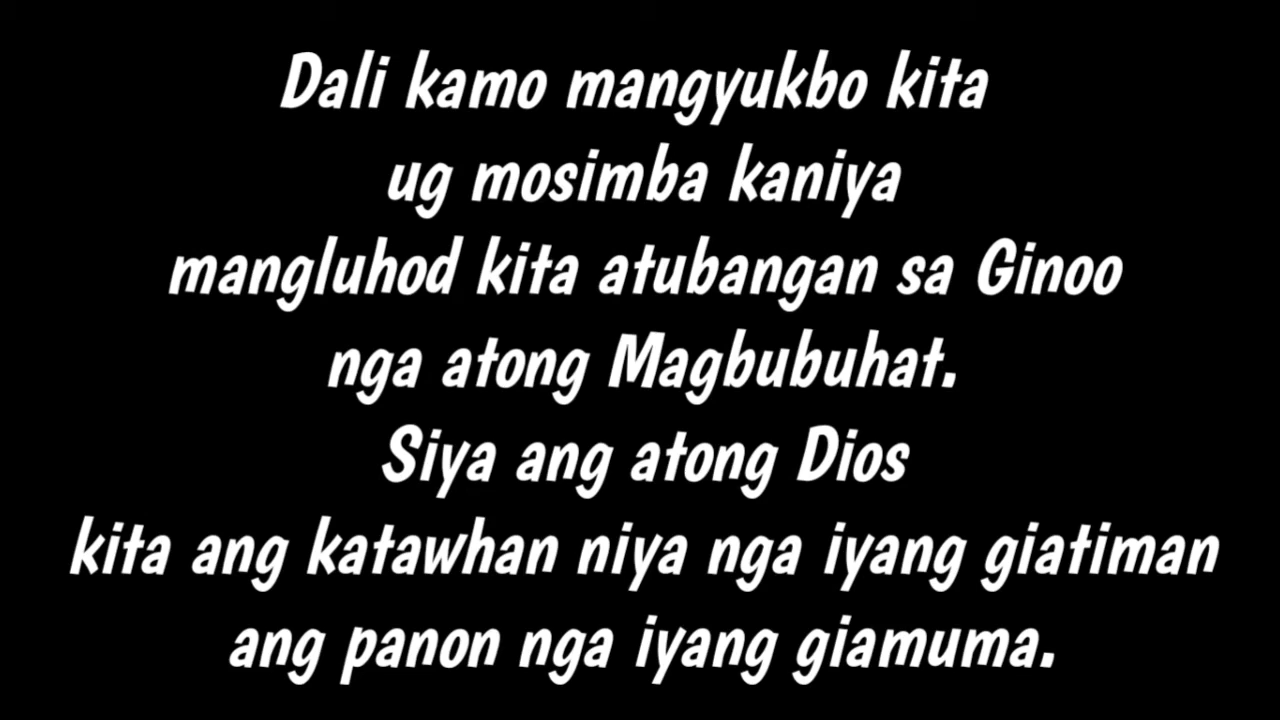 Dali kamo mangyukbo kita
ug mosimba kaniya
mangluhod kita atubangan sa Ginoo
nga atong Magbubuhat.
Siya ang atong Dios
kita ang katawhan niya nga iyang giatiman
ang panon nga iyang giamuma.